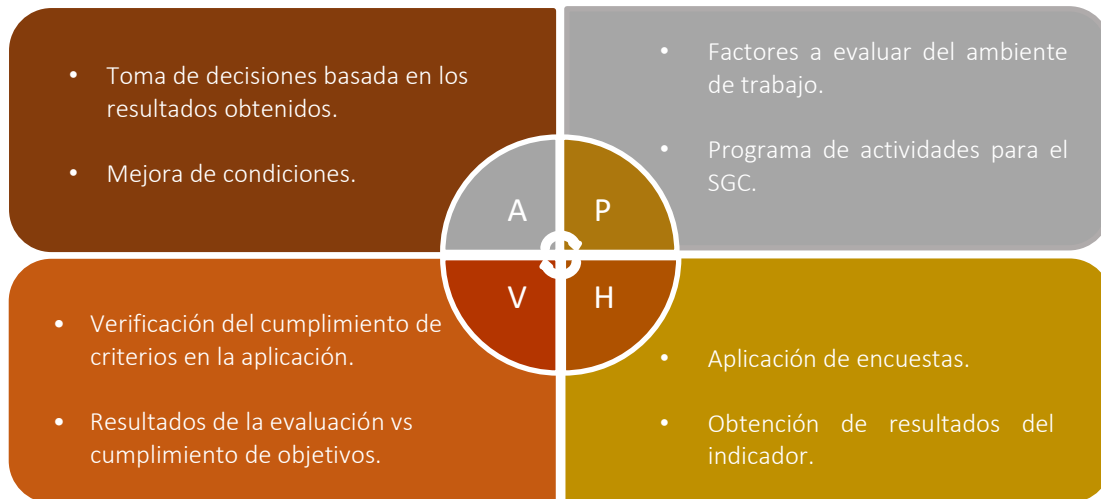 • Toma de decisiones basada en los
resultados obtenidos.
• Mejora de condiciones.
• Factores a evaluar del ambiente
de trabajo.
• Programa de actividades para el
SGC.
A
P
V
H
• Verificación del cumplimiento de
criterios en la aplicación.
• Resultados de la evaluación vs
cumplimiento de objetivos.
• Aplicación de encuestas.
• Obtención de resultados del
indicador.